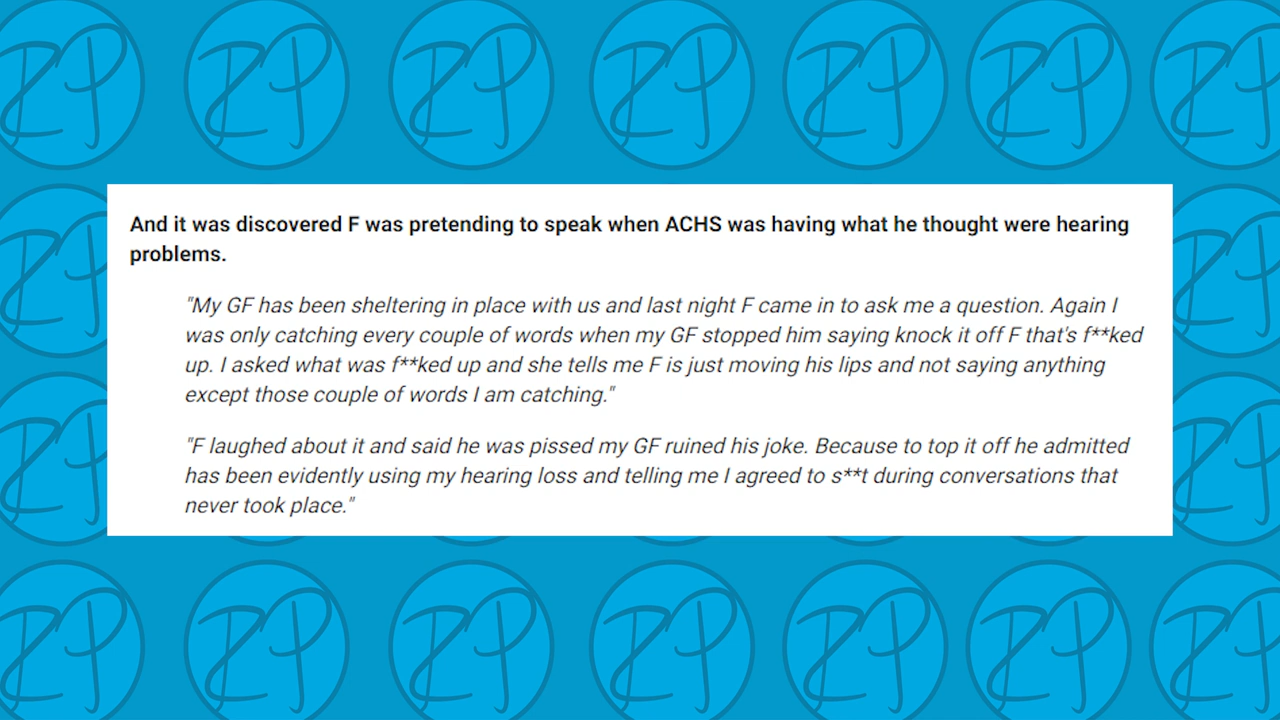 And it was discovered F was pretending to speak when ACHS was having what he thought were hearing
problems.
"My GF has been sheltering in place with us and last night F came in to ask me a question. Again I
was only catching every couple of words when my GF stopped him saying knock it off F that's f**ked
up. I asked what was f**ked up and she tells me F is just moving his lips and not saying anything
except those couple of words I am catching."
"F laughed about it and said he was pissed my GF ruined his joke. Because to top it off he admitted
has been evidently using my hearing loss and telling me I agreed to s**t during conversations that
never took place."